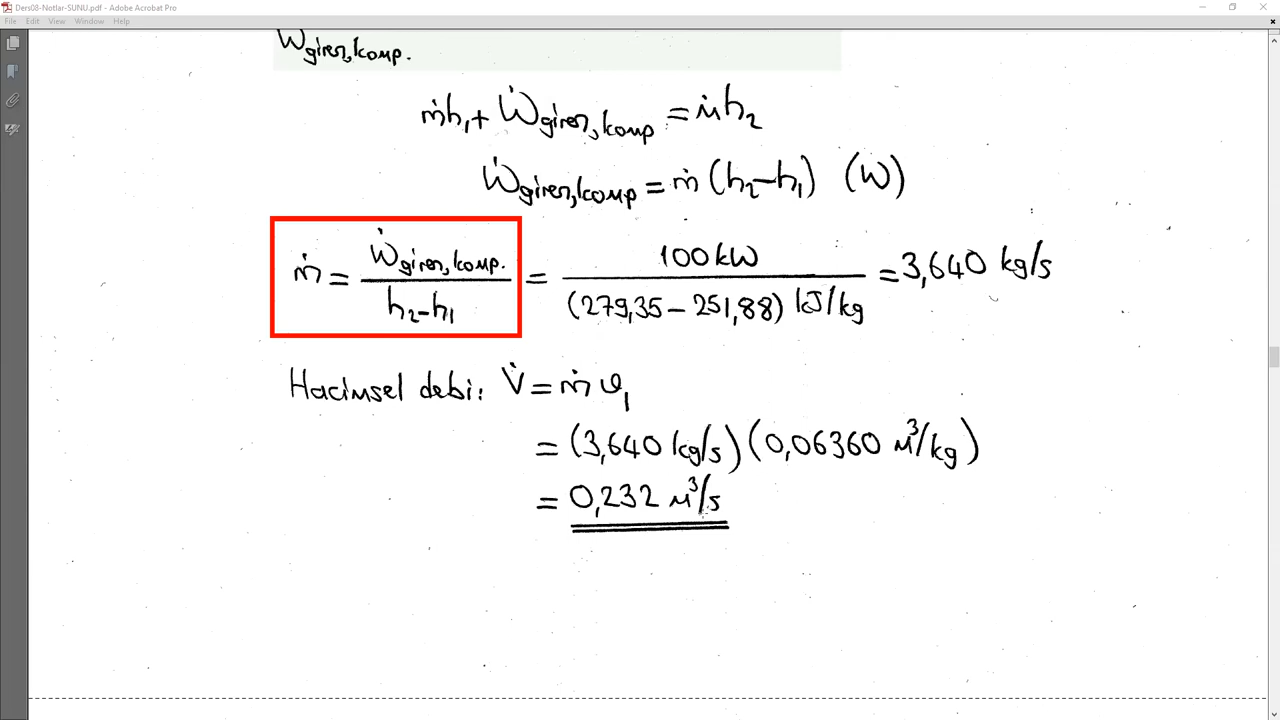 Ders08-Notlar-SUNU.pdf - Adobe Acrobat Pro
File Edit View Window Help
Ẇgiren,komp.
ṁh₁ + Ẇgiren,komp = ṁh₂
Ẇgiren,komp = ṁ (h₂-h₁) (W)
ṁ = Ẇgiren,komp. / h₂-h₁ = 100 kW / (279,35 - 251,88) kJ/kg = 3,640 kg/s
Hacimsel debi: V̇ = ṁ v₁
= (3,640 kg/s) (0,06360 m³/kg)
= 0,232 m³/s